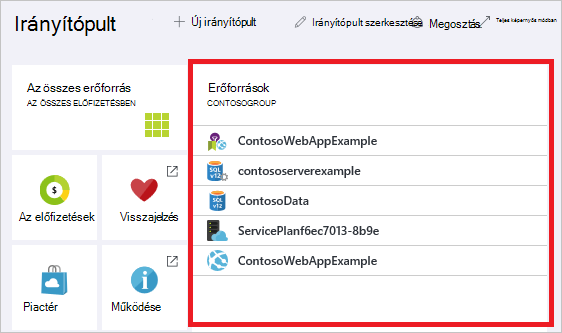 Irányítópult
Új irányítópult
Irányítópult szerkesztése
Megosztás
Teljes képernyős módban
Az összes erőforrás
AZ ÖSSZES ELŐFIZETÉSBEN
Az előfizetések
Visszajelzés
Piactér
Működése
Erőforrások
CONTOSOGROUP
ContosoWebAppExample
SQL
V12
contososerverexample
SQL
V12
ContosoData
ServicePlanf6ec7013-8b9e
ContosoWebAppExample